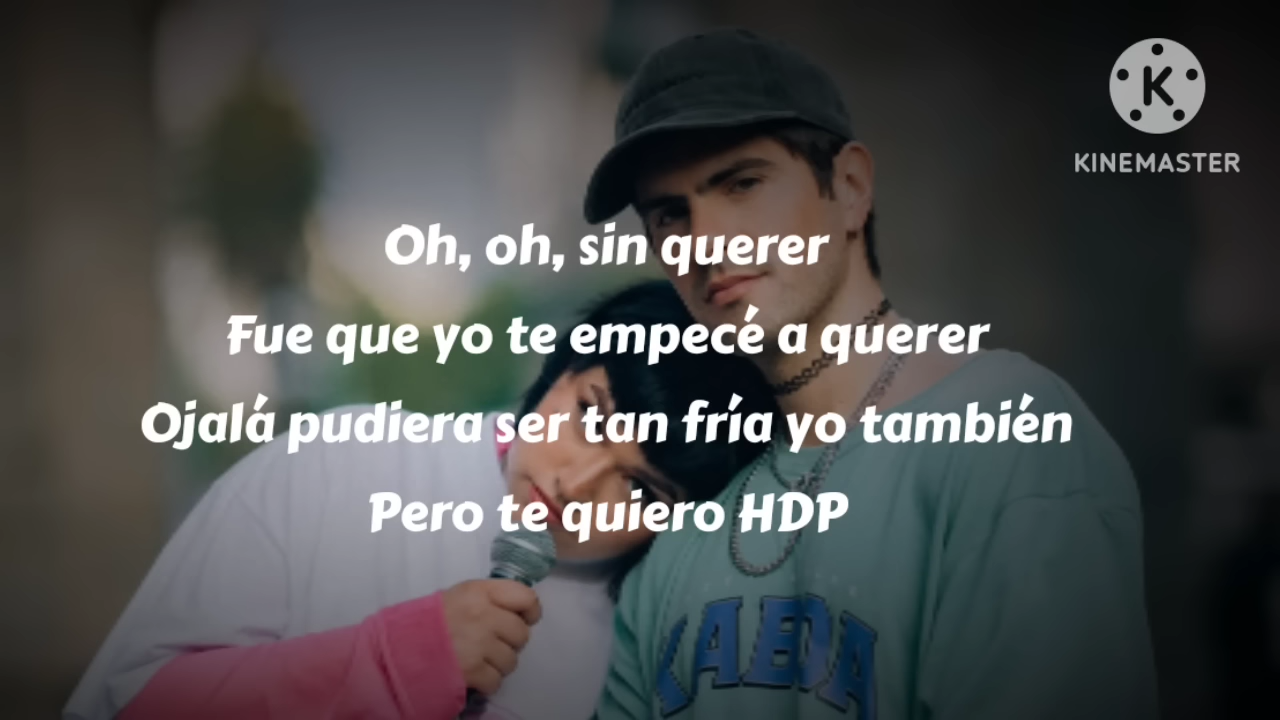 KINEMASTER
Oh, oh, sin querer
Fue que yo te empecé a querer
Ojalá pudiera ser tan fría yo también
Pero te quiero HDP